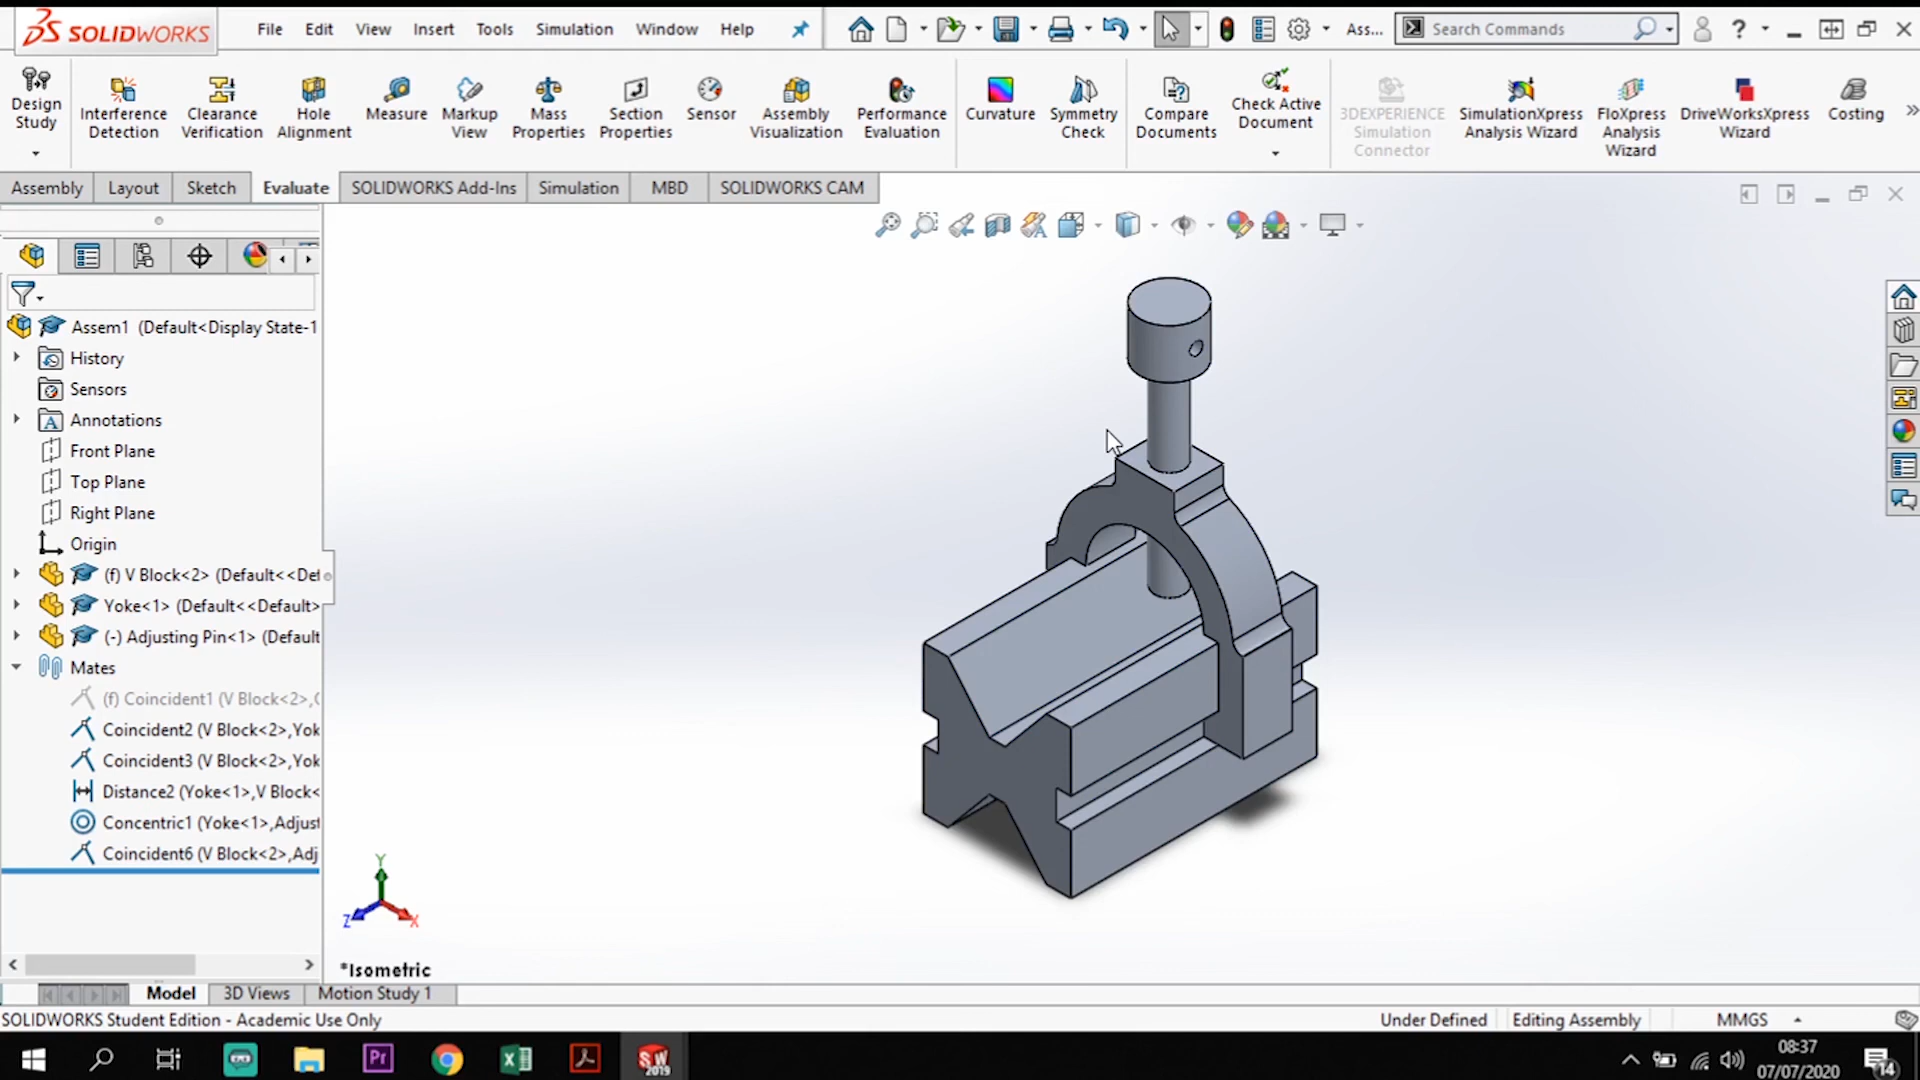 SOLIDWORKS File Edit View Insert Tools Simulation Window Help Ass... Search Commands ?
Design Study
Interference Detection
Clearance Verification
Hole Alignment
Measure
Markup View
Mass Properties
Section Properties
Sensor
Assembly Visualization
Performance Evaluation
Curvature
Symmetry Check
Compare Documents
Check Active Document
3DEXPERIENCE Simulation Connector
SimulationXpress Analysis Wizard
FloXpress Analysis Wizard
DriveWorksXpress Wizard
Costing
Assembly Layout Sketch Evaluate SOLIDWORKS Add-Ins Simulation MBD SOLIDWORKS CAM
Assem1 (Default<Display State-1
History
Sensors
Annotations
Front Plane
Top Plane
Right Plane
Origin
(f) V Block<2> (Default<<Def
Yoke<1> (Default<<Default>
(-) Adjusting Pin<1> (Default
Mates
(f) Coincident1 (V Block<2>,
Coincident2 (V Block<2>,Yok
Coincident3 (V Block<2>,Yok
Distance2 (Yoke<1>,V Block<
Concentric1 (Yoke<1>,Adjust
Coincident6 (V Block<2>,Adj
Y
Z X
*Isometric
Model 3D Views Motion Study 1
SOLIDWORKS Student Edition - Academic Use Only Under Defined Editing Assembly MMGS
Pr
SW 2019
08:37
07/07/2020
14